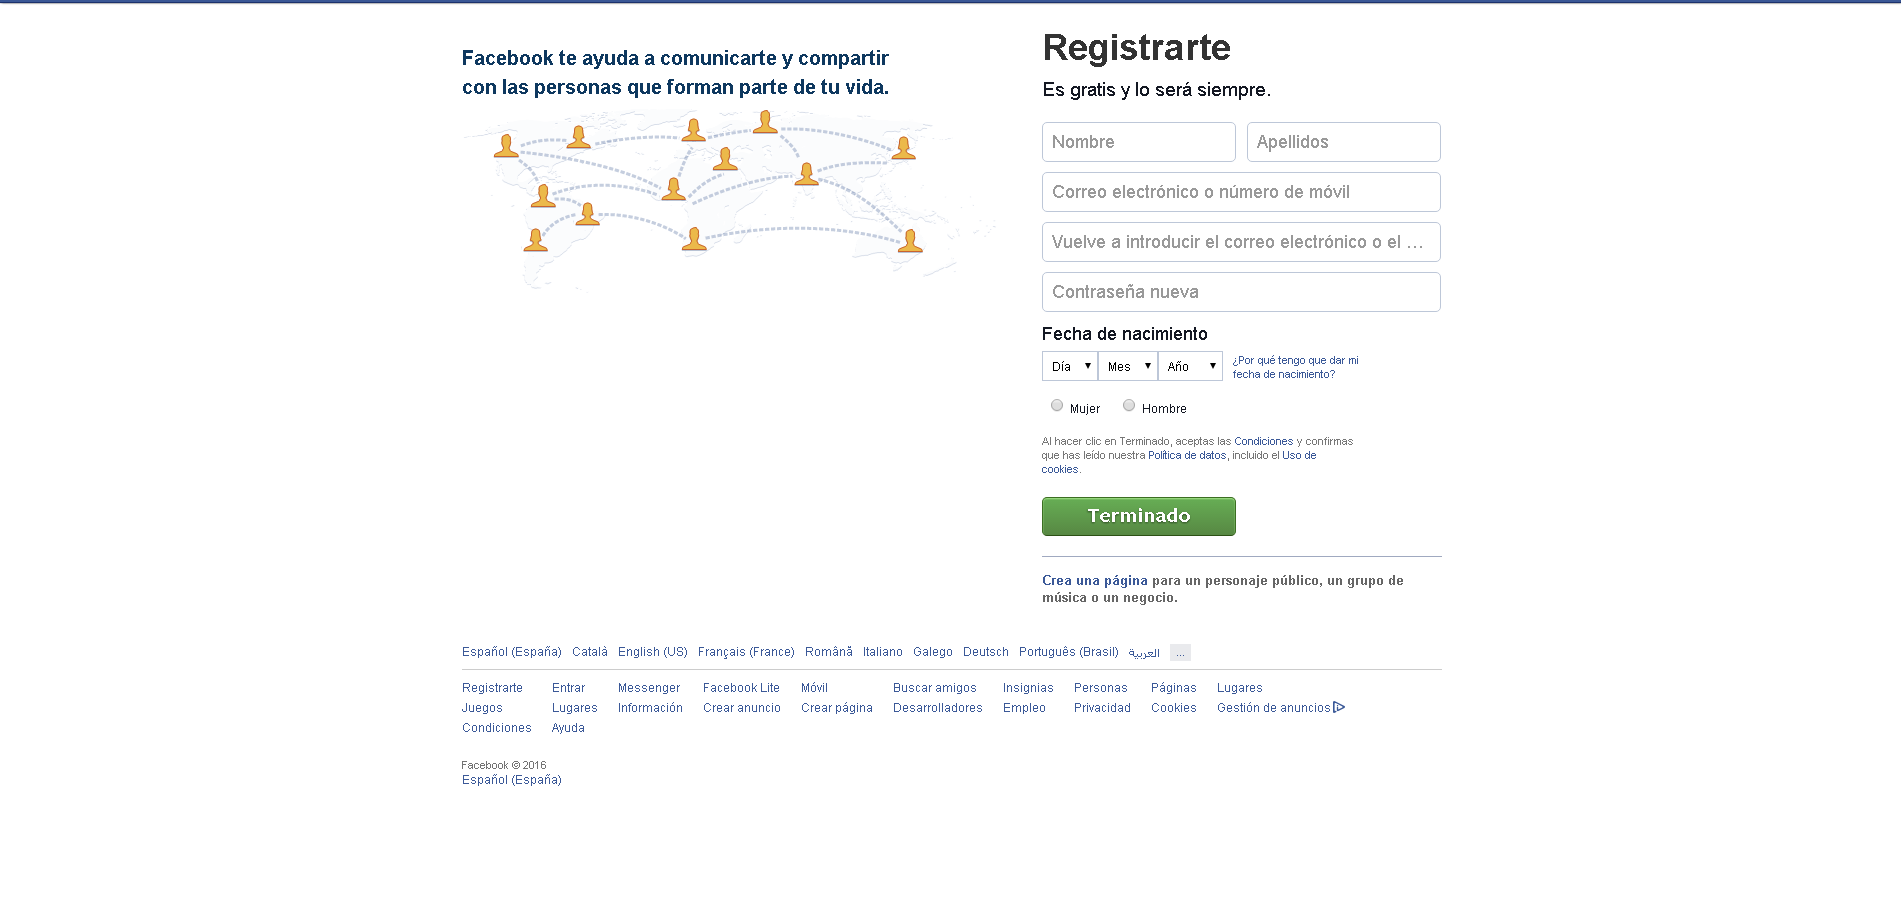 Facebook te ayuda a comunicarte y compartir
con las personas que forman parte de tu vida.
Registrarte
Es gratis y lo será siempre.
Nombre
Apellidos
Correo electrónico o número de móvil
Vuelve a introducir el correo electrónico o el ...
Contraseña nueva
Fecha de nacimiento
Día Mes Año
¿Por qué tengo que dar mi
fecha de nacimiento?
Mujer Hombre
Al hacer clic en Terminado, aceptas las Condiciones y confirmas
que has leído nuestra Política de datos, incluido el Uso de
cookies.
Terminado
Crea una página para un personaje público, un grupo de
música o un negocio.
Español (España) Català English (US) Français (France) Română Italiano Galego Deutsch Português (Brasil) العربية ...
Registrarte Entrar Messenger Facebook Lite Móvil Buscar amigos Insignias Personas Páginas Lugares
Juegos Lugares Información Crear anuncio Crear página Desarrolladores Empleo Privacidad Cookies Gestión de anuncios
Condiciones Ayuda
Facebook © 2016
Español (España)